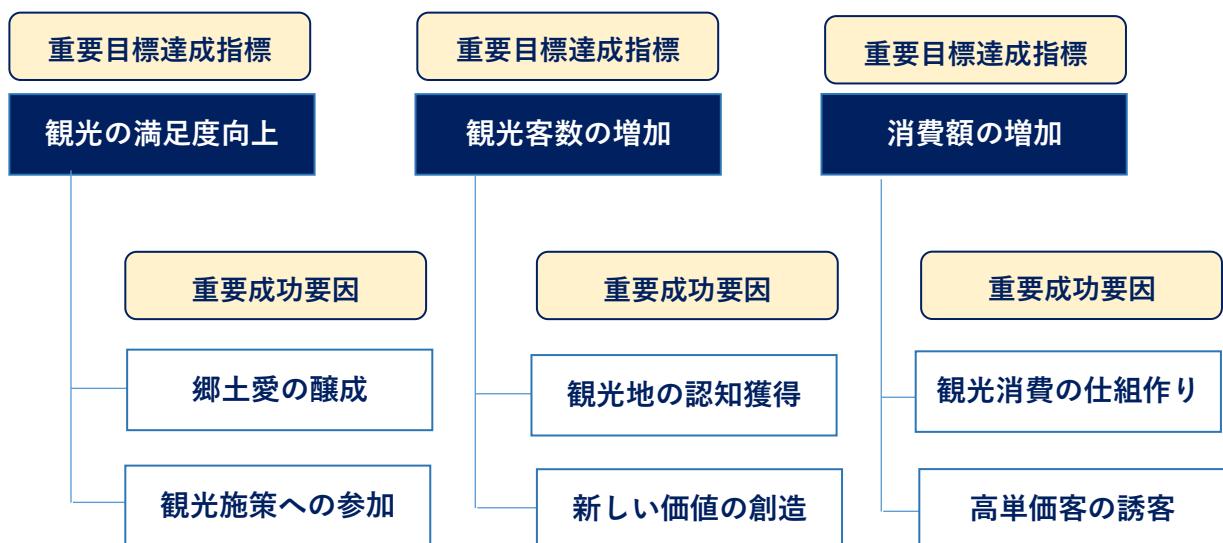 重要目標達成指標
観光の満足度向上
重要成功要因
郷土愛の醸成
観光施策への参加
重要目標達成指標
観光客数の増加
重要成功要因
観光地の認知獲得
新しい価値の創造
重要目標達成指標
消費額の増加
重要成功要因
観光消費の仕組作り
高単価客の誘客